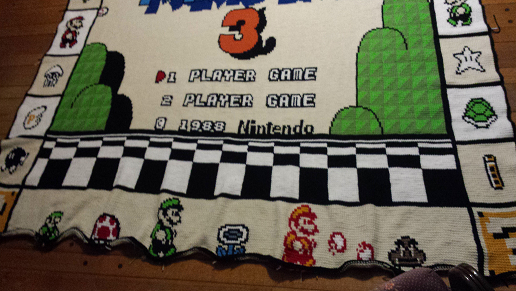 3
1 PLAYER GAME
2 PLAYER GAME
© 1988 Nintendo